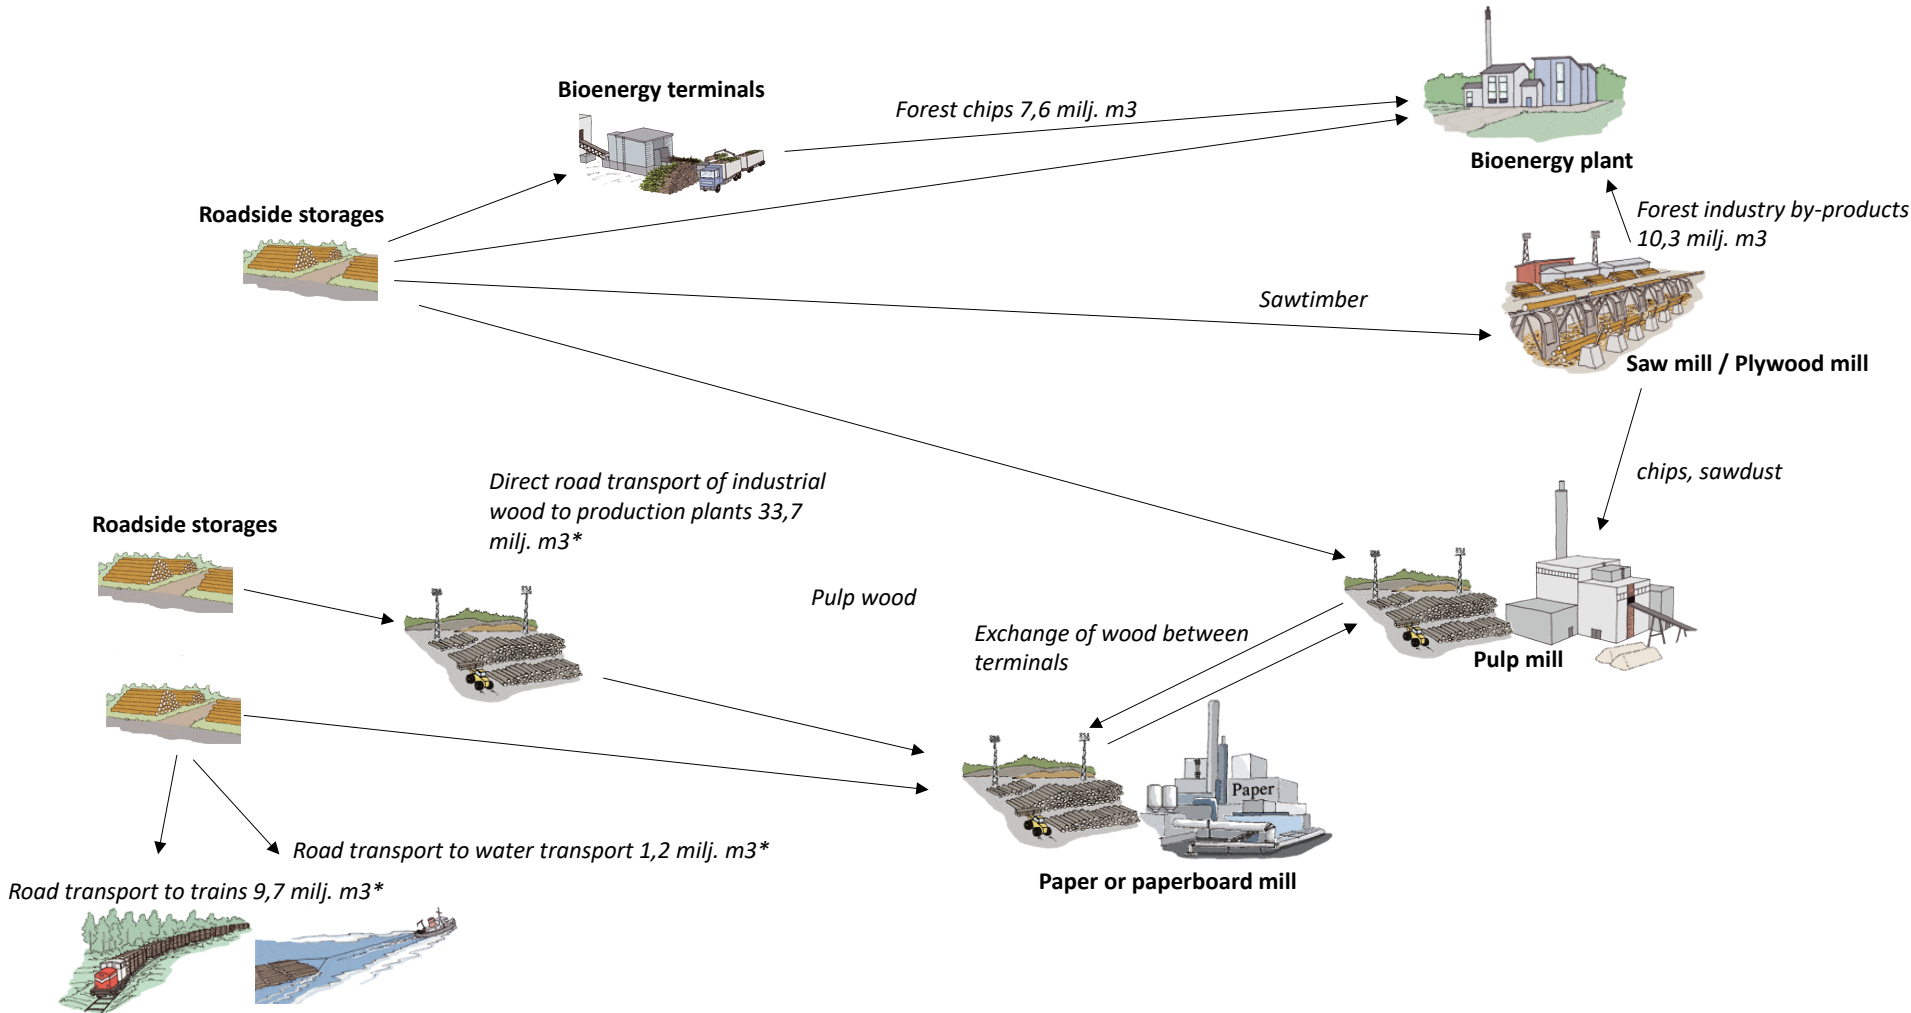 Bioenergy terminals
Forest chips 7,6 milj. m3
Bioenergy plant
Roadside storages
Forest industry by-products
10,3 milj. m3
Sawtimber
Saw mill / Plywood mill
chips, sawdust
Direct road transport of industrial
wood to production plants 33,7
milj. m3*
Roadside storages
Pulp wood
Exchange of wood between
terminals
Pulp mill
Paper
Paper or paperboard mill
Road transport to water transport 1,2 milj. m3*
Road transport to trains 9,7 milj. m3*